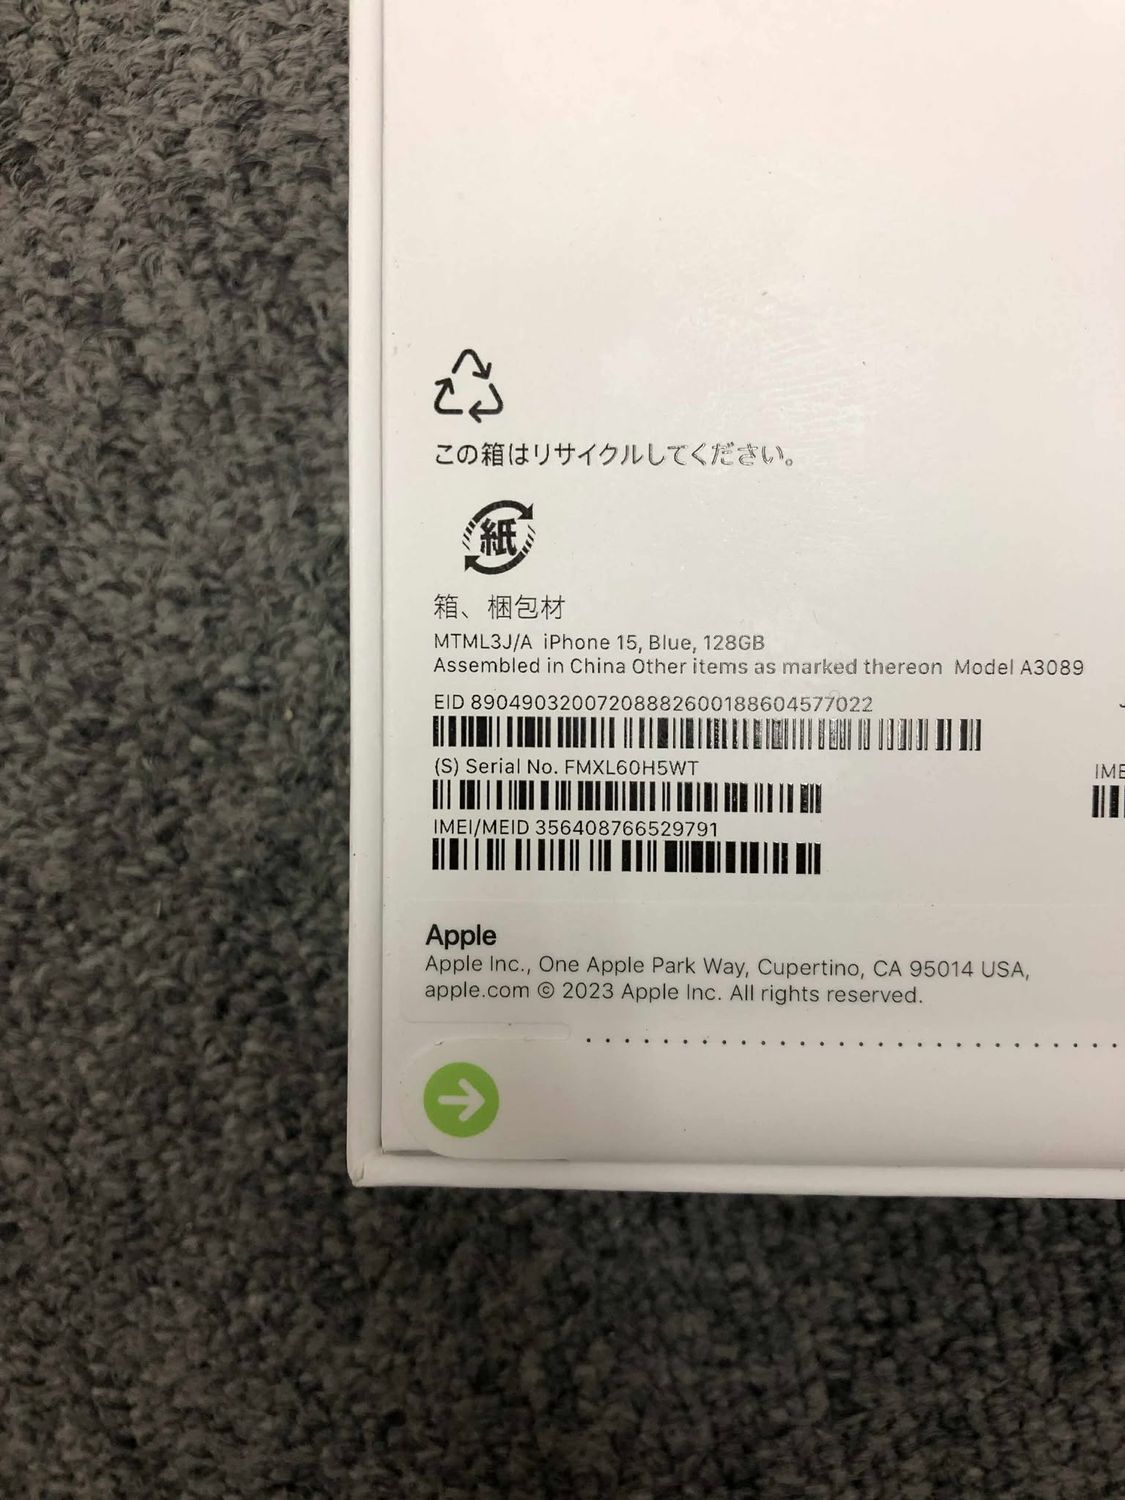 この箱はリサイクルしてください。
紙
箱、梱包材
MTML3J/A iPhone 15, Blue, 128GB
Assembled in China Other items as marked thereon Model A3089
EID 89049032007208882600188604577022
(S) Serial No. FMXL60H5WT
IMEI
IMEI/MEID 356408766529791
Apple
Apple Inc., One Apple Park Way, Cupertino, CA 95014 USA,
apple.com © 2023 Apple Inc. All rights reserved.